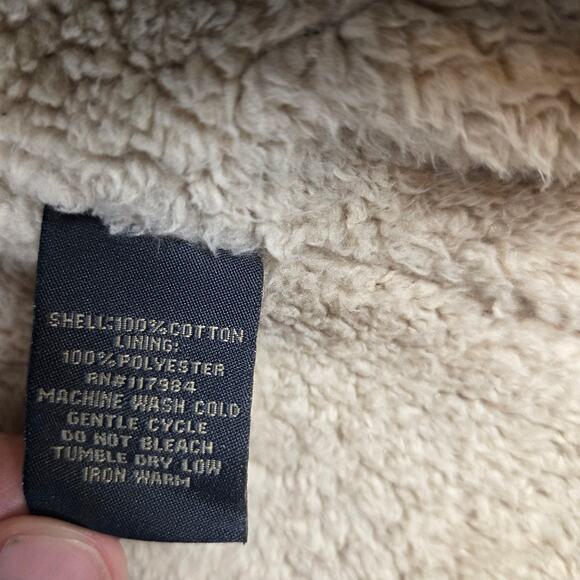 SHELL:100%COTTON
LINING:
100%POLYESTER
RN#117984
MACHINE WASH COLD
GENTLE CYCLE
DO NOT BLEACH
TUMBLE DRY LOW
IRON WARM